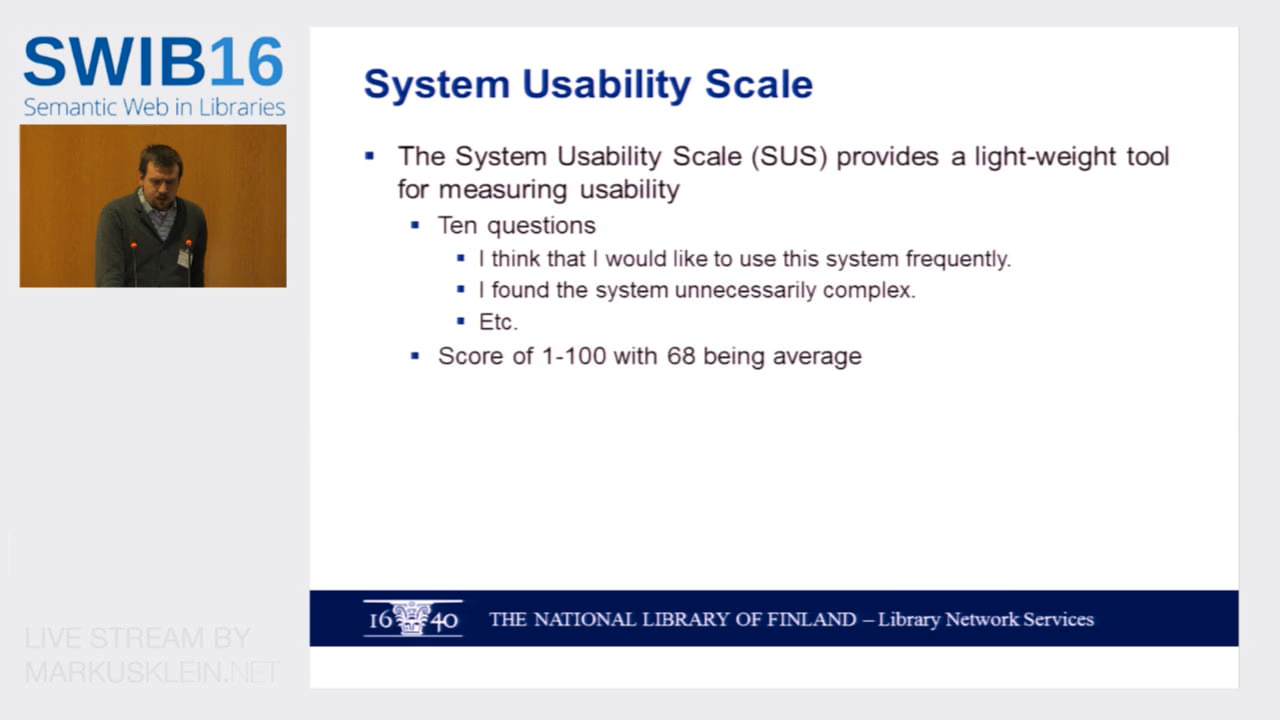 SWIB16
Semantic Web in Libraries
System Usability Scale
The System Usability Scale (SUS) provides a light-weight tool
for measuring usability
Ten questions
I think that I would like to use this system frequently.
I found the system unnecessarily complex.
Etc.
Score of 1-100 with 68 being average
16 40 THE NATIONAL LIBRARY OF FINLAND – Library Network Services
LIVE STREAM BY
MARKUSKLEIN.NET